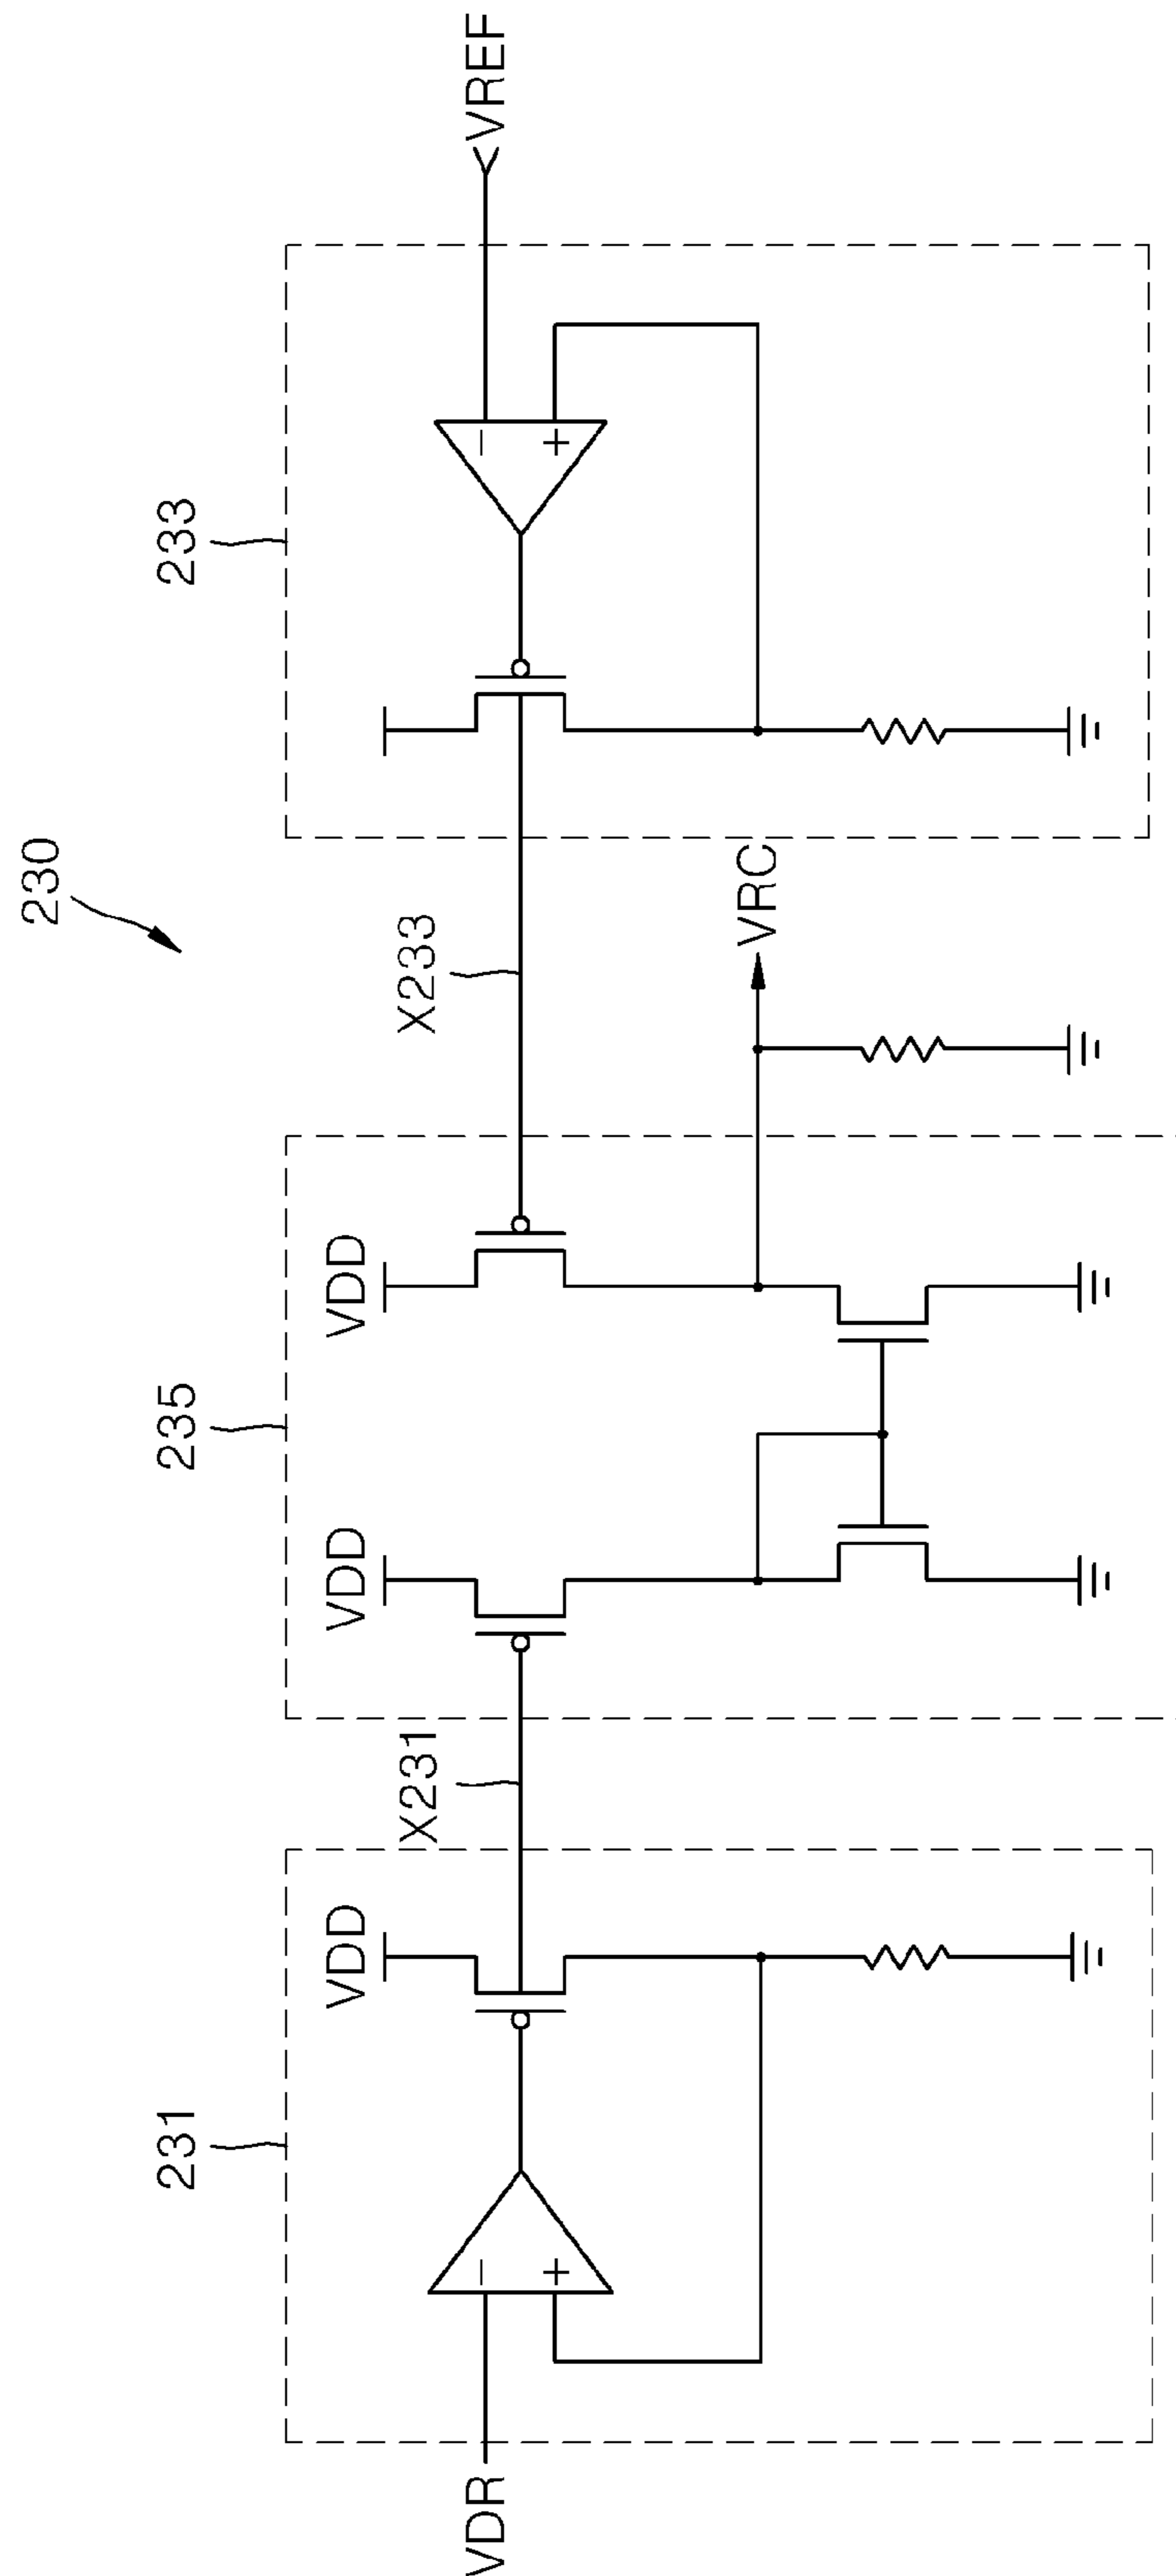 230
231
235
233
VDD
VDD
VDD
X231
X233
VDR
−
+
−
+
VREF
VRC